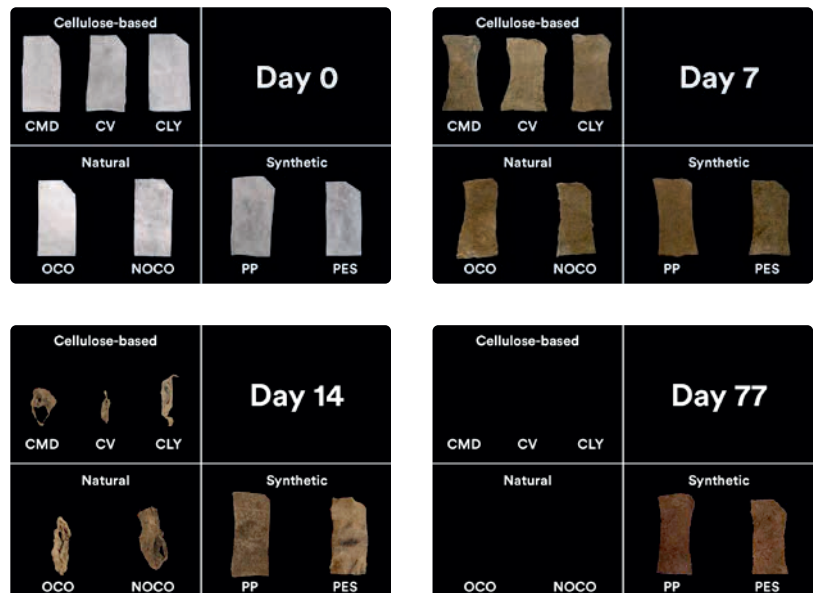 Cellulose-based
Day 0
CMD CV CLY
Natural Synthetic
OCO NOCO PP PES
Cellulose-based
Day 7
CMD CV CLY
Natural Synthetic
OCO NOCO PP PES
Cellulose-based
Day 14
CMD CV CLY
Natural Synthetic
OCO NOCO PP PES
Cellulose-based
Day 77
CMD CV CLY
Natural Synthetic
OCO NOCO PP PES